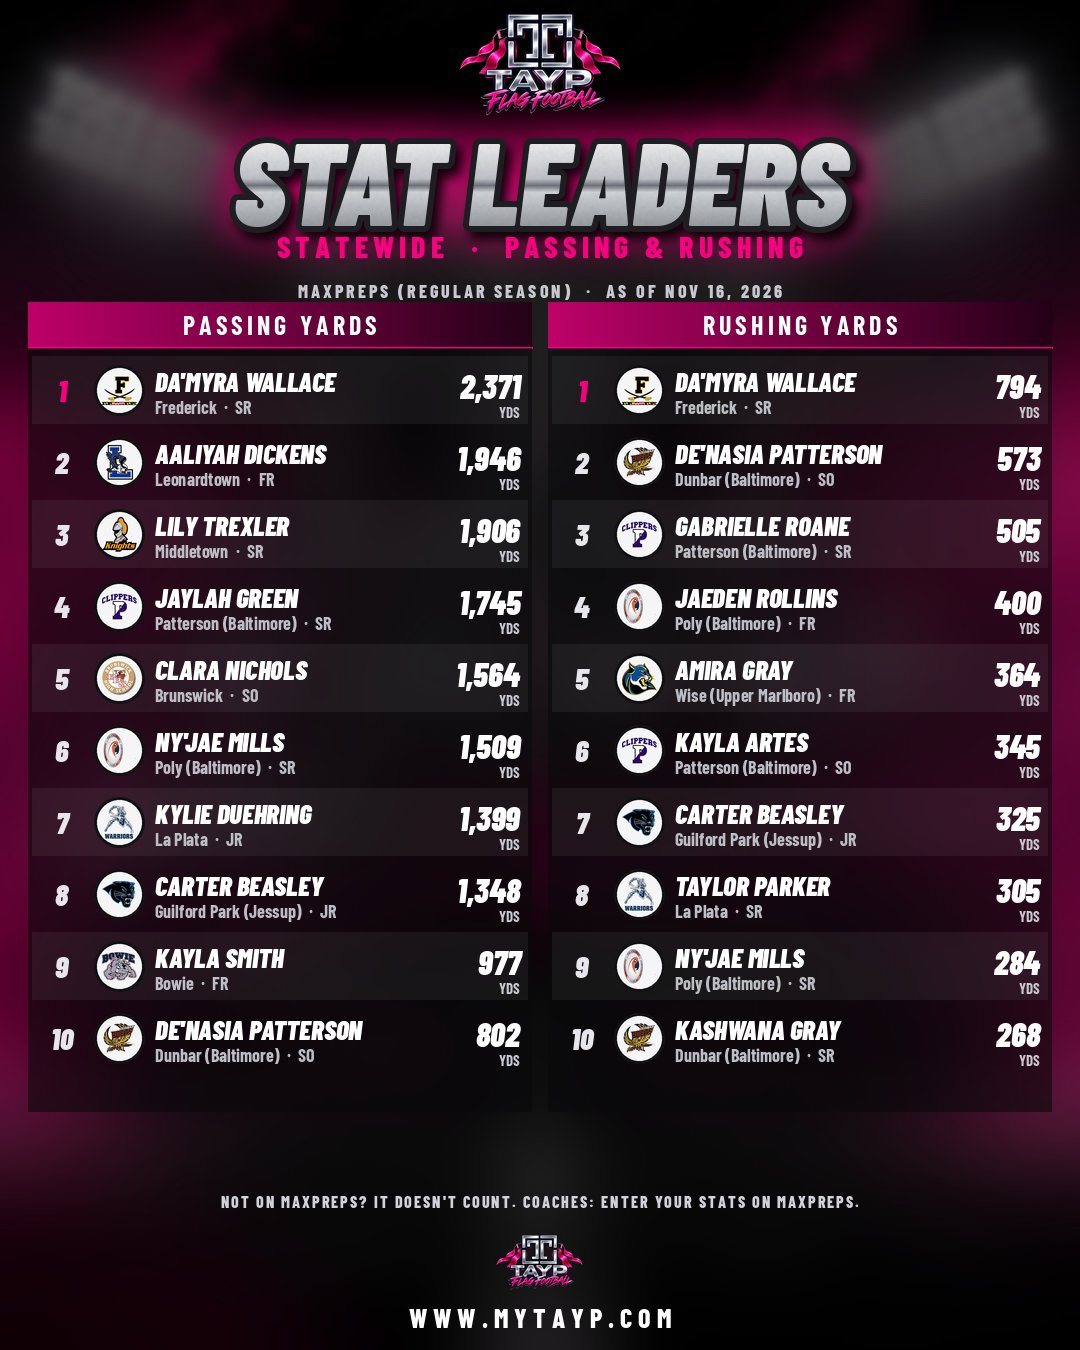 TAYP
FLAG FOOTBALL
STAT LEADERS
STATEWIDE · PASSING & RUSHING
MAXPREPS (REGULAR SEASON) · AS OF NOV 16, 2026
PASSING YARDS
1 DA'MYRA WALLACE 2,371
Frederick · SR YDS
2 AALIYAH DICKENS 1,946
Leonardtown · FR YDS
3 LILY TREXLER 1,906
Knights Middletown · SR YDS
CLIPPERS
4 JAYLAH GREEN 1,745
Patterson (Baltimore) · SR YDS
5 CLARA NICHOLS 1,564
Brunswick · SO YDS
6 NY'JAE MILLS 1,509
Poly (Baltimore) · SR YDS
7 KYLIE DUEHRING 1,399
WARRIORS La Plata · JR YDS
8 CARTER BEASLEY 1,348
Guilford Park (Jessup) · JR YDS
BOWIE
9 KAYLA SMITH 977
Bowie · FR YDS
10 DE'NASIA PATTERSON 802
Dunbar (Baltimore) · SO YDS
RUSHING YARDS
1 DA'MYRA WALLACE 794
Frederick · SR YDS
2 DE'NASIA PATTERSON 573
Dunbar (Baltimore) · SO YDS
CLIPPERS
3 GABRIELLE ROANE 505
Patterson (Baltimore) · SR YDS
4 JAEDEN ROLLINS 400
Poly (Baltimore) · FR YDS
5 AMIRA GRAY 364
Wise (Upper Marlboro) · FR YDS
CLIPPERS
6 KAYLA ARTES 345
Patterson (Baltimore) · SO YDS
7 CARTER BEASLEY 325
Guilford Park (Jessup) · JR YDS
8 TAYLOR PARKER 305
WARRIORS La Plata · SR YDS
9 NY'JAE MILLS 284
Poly (Baltimore) · SR YDS
10 KASHWANA GRAY 268
Dunbar (Baltimore) · SR YDS
NOT ON MAXPREPS? IT DOESN'T COUNT. COACHES: ENTER YOUR STATS ON MAXPREPS.
TAYP
FLAG FOOTBALL
WWW.MYTAYP.COM